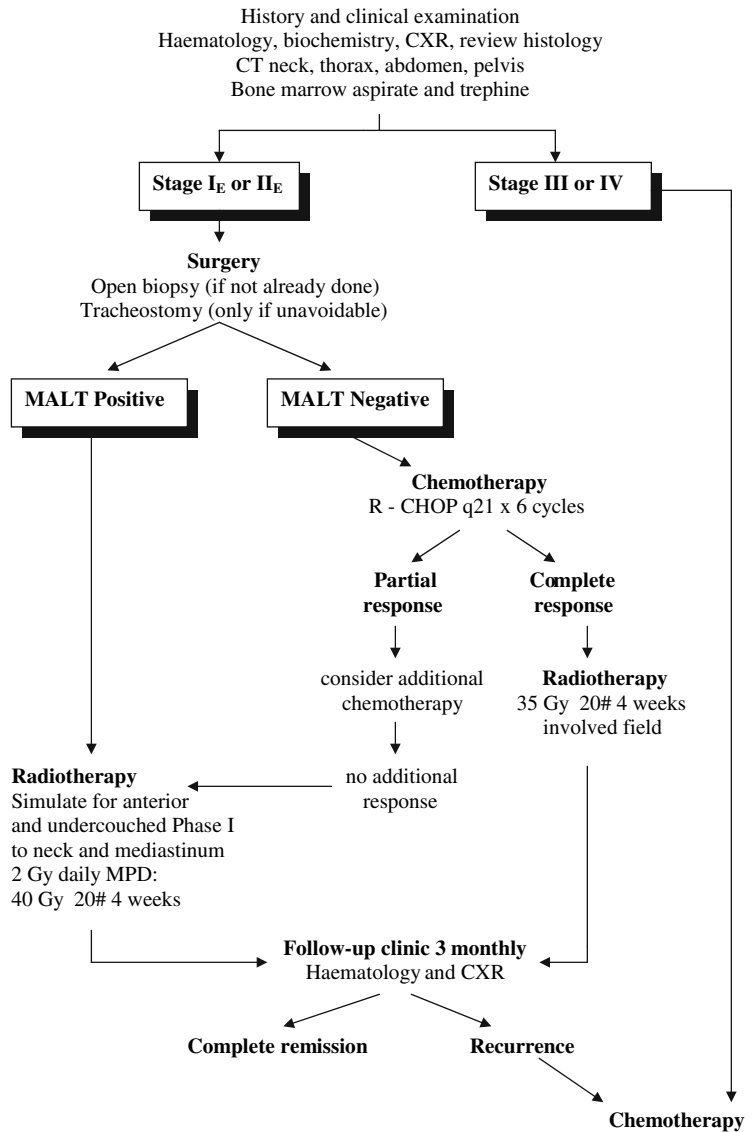 History and clinical examination
Haematology, biochemistry, CXR, review histology
CT neck, thorax, abdomen, pelvis
Bone marrow aspirate and trephine
Stage IE or IIE
Stage III or IV
Surgery
Open biopsy (if not already done)
Tracheostomy (only if unavoidable)
MALT Positive
MALT Negative
Chemotherapy
R - CHOP q21 x 6 cycles
Partial
response
Complete
response
consider additional
chemotherapy
Radiotherapy
35 Gy 20# 4 weeks
involved field
no additional
response
Radiotherapy
Simulate for anterior
and undercouched Phase I
to neck and mediastinum
2 Gy daily MPD:
40 Gy 20# 4 weeks
Follow-up clinic 3 monthly
Haematology and CXR
Complete remission
Recurrence
Chemotherapy